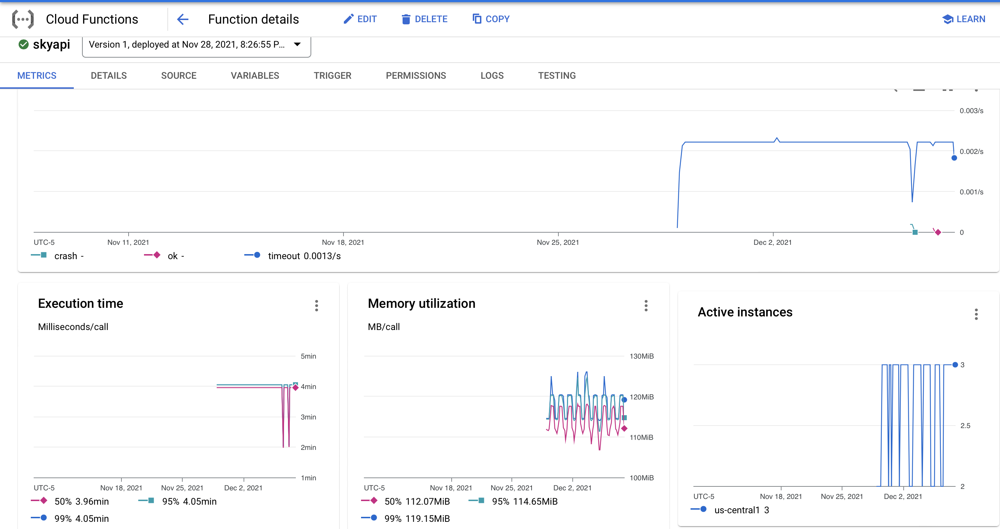 Cloud Functions
Function details
EDIT
DELETE
COPY
LEARN
skyapi
Version 1, deployed at Nov 28, 2021, 8:26:55 P...
METRICS
DETAILS
SOURCE
VARIABLES
TRIGGER
PERMISSIONS
LOGS
TESTING
0.003/s
0.002/s
0.001/s
0
UTC-5
Nov 11, 2021
Nov 18, 2021
Nov 25, 2021
Dec 2, 2021
crash -
ok -
timeout 0.0013/s
Execution time
Milliseconds/call
5min
4min
3min
2min
1min
UTC-5
Nov 18, 2021
Nov 25, 2021
Dec 2, 2021
50% 3.96min
95% 4.05min
99% 4.05min
Memory utilization
MB/call
130MiB
120MiB
110MiB
100MiB
UTC-5
Nov 18, 2021
Nov 25, 2021
Dec 2, 2021
50% 112.07MiB
95% 114.65MiB
99% 119.15MiB
Active instances
3
2.5
2
UTC-5
Nov 18, 2021
Nov 25, 2021
Dec 2, 2021
us-central1 3